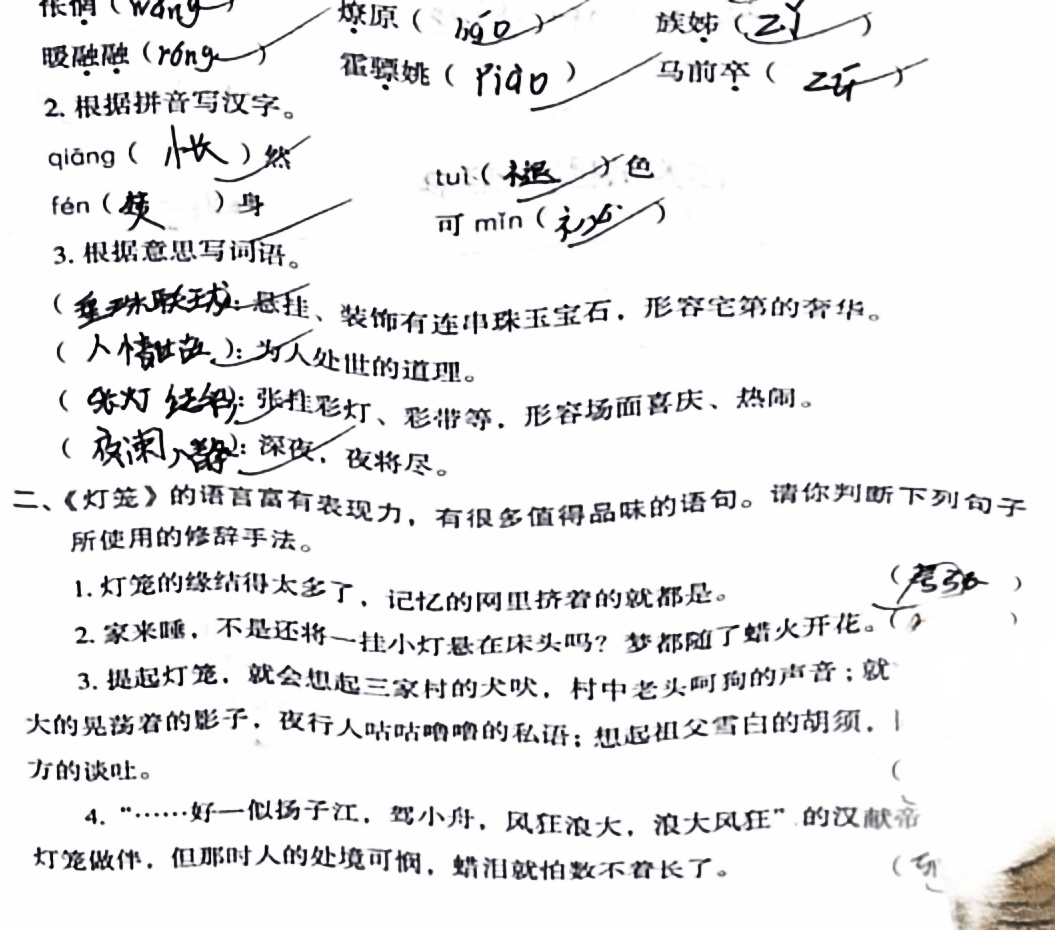 怅惘（wǎng）　燎原（　）　族姊（zǐ）
暖融融（róng）　霍骠姚（piào）　马前卒（zú）
2. 根据拼音写汉字。
qiāng（怅）然　tuì（褪）色
fén（焚）身　可 mǐn（　）
3. 根据意思写词语。
（垂珠联珑）：悬挂、装饰有连串珠玉宝石，形容宅第的奢华。
（人情世故）：为人处世的道理。
（张灯结彩）：张挂彩灯、彩带等，形容场面喜庆、热闹。
（夜阑人静）：深夜，夜将尽。
二、《灯笼》的语言富有表现力，有很多值得品味的语句。请你判断下列句子
所使用的修辞手法。
1. 灯笼的缘结得太多了，记忆的网里挤着的就都是。（　）
2. 家来睡，不是还将一挂小灯悬在床头吗？梦都随了蜡火开花。（　）
3. 提起灯笼，就会想起三家村的犬吠，村中老头呵狗的声音；就
大的晃荡着的影子，夜行人咕咕噜噜的私语；想起祖父雪白的胡须，
方的谈吐。（
4. “……好一似扬子江，驾小舟，风狂浪大，浪大风狂”的汉献帝
灯笼做伴，但那时人的处境可悯，蜡泪就怕数不着长了。（